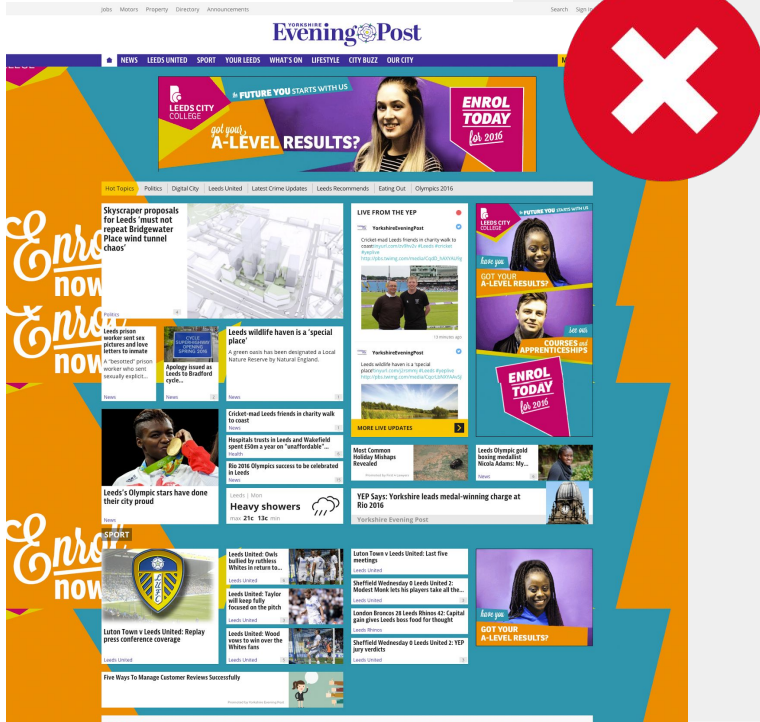 Jobs Motors Property Directory Announcements
Search Sign in
YORKSHIRE
Evening Post
NEWS LEEDS UNITED SPORT YOUR LEEDS WHAT'S ON LIFESTYLE CITY BUZZ OUR CITY
LEEDS CITY
COLLEGE
the FUTURE YOU STARTS WITH US
got your
A-LEVEL RESULTS?
ENROL
TODAY
for 2016
Hot Topics Politics Digital City Leeds United Latest Crime Updates Leeds Recommends Eating Out Olympics 2016
Skyscraper proposals
for Leeds 'must not
repeat Bridgewater
Place wind tunnel
chaos'
Politics
4
Leeds prison
worker sent sex
pictures and love
letters to inmate
A "besotted" prison
worker who sent
sexually explicit...
News
CYCLE
SUPERHIGHWAY
OPENING
SPRING 2016
Apology issued as
Leeds to Bradford
cycle...
News
Leeds wildlife haven is a 'special
place'
A green oasis has been designated a Local
Nature Reserve by Natural England.
News
Leeds's Olympic stars have done
their city proud
News
Cricket-mad Leeds friends in charity walk
to coast
News
Hospitals trusts in Leeds and Wakefield
spent £50m a year on "unaffordable"...
Health
Rio 2016 Olympics success to be celebrated
in Leeds
News
Leeds | Mon
Heavy showers
max 21c 13c min
LIVE FROM THE YEP
YorkshireEveningPost
Cricket-mad Leeds friends in charity walk to
#Leeds #cricket
#yeplive
13 minutes ago
YorkshireEveningPost
Leeds wildlife haven is a 'special
#Leeds #yeplive
MORE LIVE UPDATES
LEEDS CITY
COLLEGE
the FUTURE YOU STARTS WITH US
have you
GOT YOUR
A-LEVEL RESULTS?
see our
COURSES and
APPRENTICESHIPS
ENROL
TODAY
for 2016
Most Common
Holiday Mishaps
Revealed
Leeds Olympic gold
boxing medallist
Nicola Adams: My...
News
YEP Says: Yorkshire leads medal-winning charge at
Rio 2016
Yorkshire Evening Post
Enrol
now
Enrol
now
Enrol
now
SPORT
LUFC
Luton Town v Leeds United: Replay
press conference coverage
Leeds United
Leeds United: Owls
bullied by ruthless
Whites in return to...
Leeds United
Leeds United: Taylor
will keep fully
focused on the pitch
Leeds United
Leeds United: Wood
vows to win over the
Whites fans
Leeds United
Luton Town v Leeds United: Last five
meetings
Leeds United
Sheffield Wednesday 0 Leeds United 2:
Modest Monk lets his players take all the...
Leeds United
London Broncos 28 Leeds Rhinos 42: Capital
gain gives Leeds boss food for thought
Leeds Rhinos
Sheffield Wednesday 0 Leeds United 2: YEP
jury verdicts
Leeds United
have you
GOT YOUR
A-LEVEL RESULTS?
Five Ways To Manage Customer Reviews Successfully
Promoted by Yorkshire Evening Post